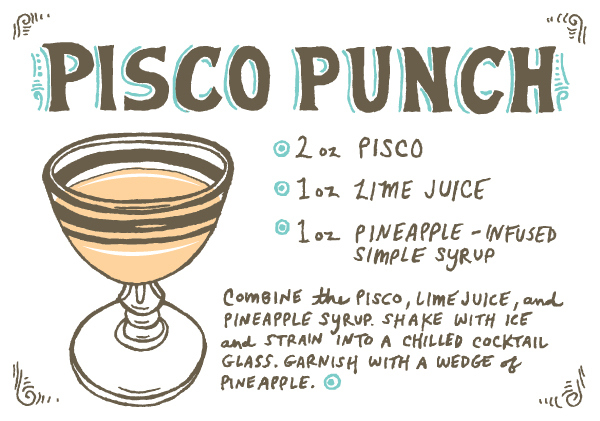 PISCO PUNCH
2 oz PISCO
1 oz LIME JUICE
1 oz PINEAPPLE-INFUSED
SIMPLE SYRUP
COMBINE the PISCO, LIME JUICE, and
PINEAPPLE SYRUP. SHAKE WITH ICE
and STRAIN INTO A CHILLED COCKTAIL
GLASS. GARNISH WITH A WEDGE of
PINEAPPLE.